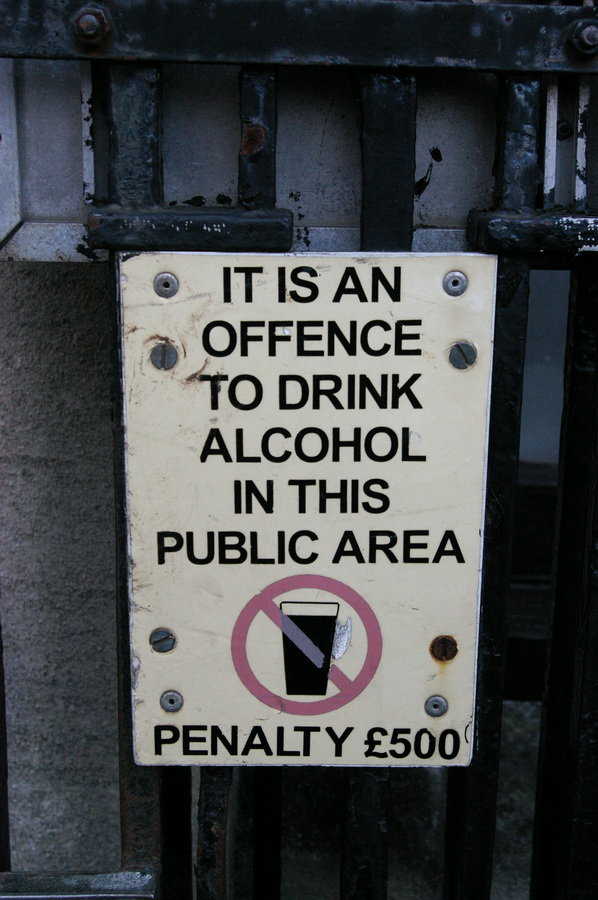 IT IS AN
OFFENCE
TO DRINK
ALCOHOL
IN THIS
PUBLIC AREA
PENALTY £500